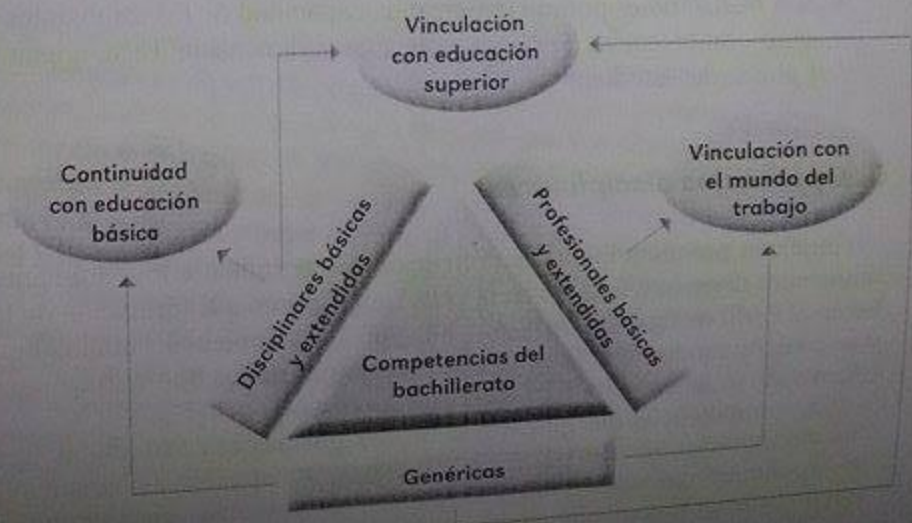 Vinculación
con educación
superior
Continuidad
con educación
básica
Vinculación con
el mundo del
trabajo
Disciplinares básicas
y extendidas
Profesionales básicas
y extendidas
Competencias del
bachillerato
Genéricas